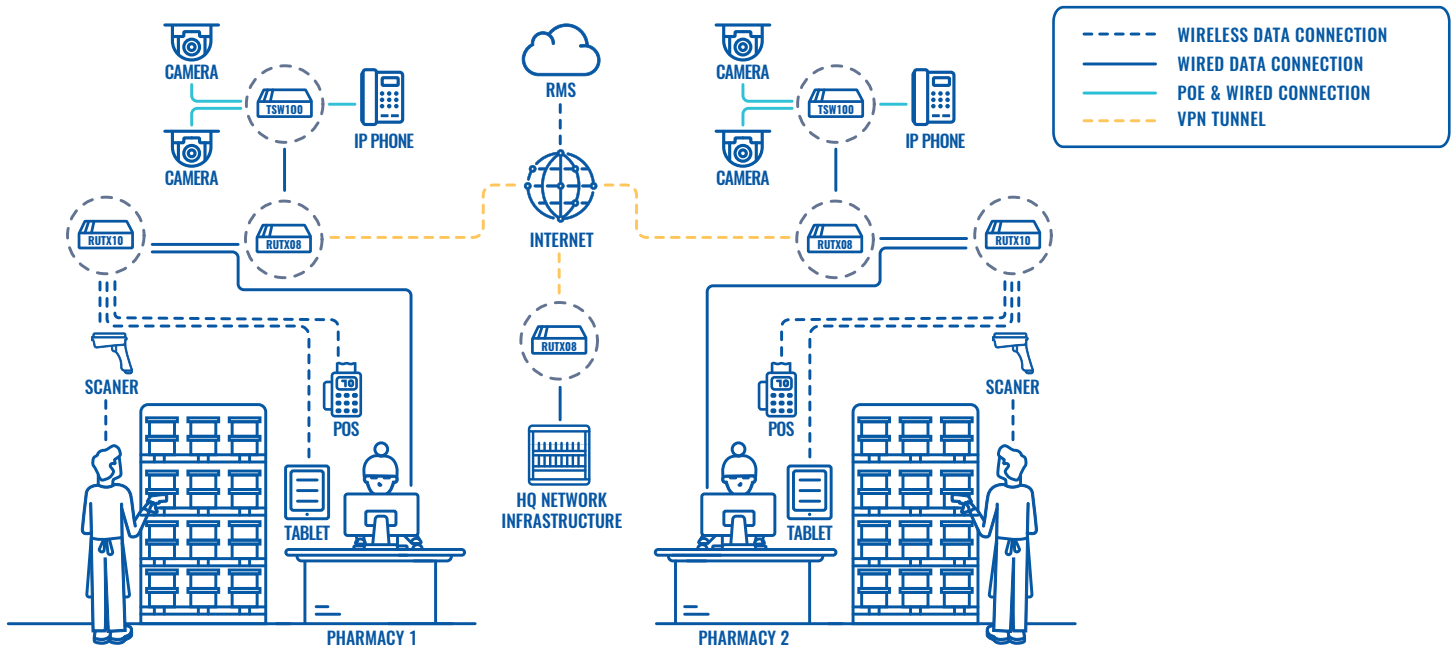 WIRELESS DATA CONNECTION
WIRED DATA CONNECTION
POE & WIRED CONNECTION
VPN TUNNEL
CAMERA
TSW100
IP PHONE
CAMERA
RUTX10
RUTX08
RMS
INTERNET
CAMERA
TSW100
IP PHONE
CAMERA
RUTX08
RUTX10
RUTX08
HQ NETWORK
INFRASTRUCTURE
SCANER
POS
TABLET
PHARMACY 1
POS
SCANER
TABLET
PHARMACY 2